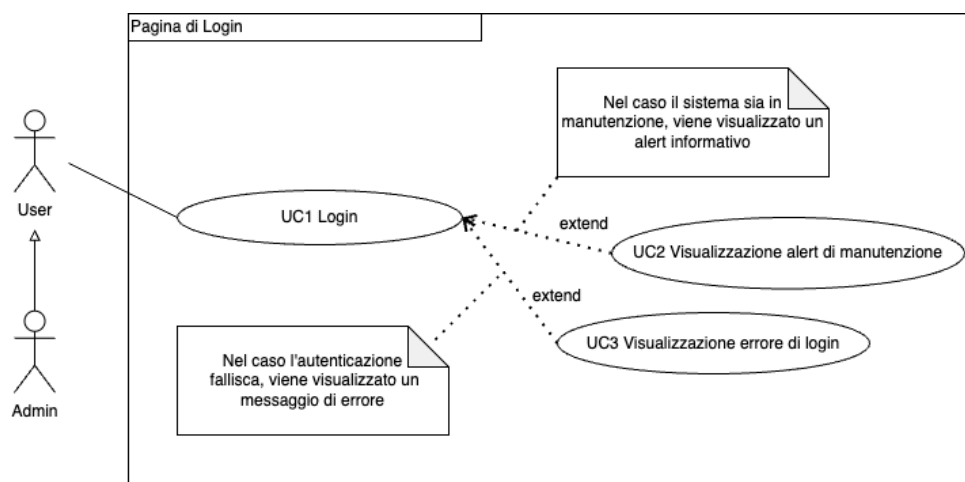 Pagina di Login
Nel caso il sistema sia in
manutenzione, viene visualizzato un
alert informativo
User
UC1 Login
extend
UC2 Visualizzazione alert di manutenzione
extend
UC3 Visualizzazione errore di login
Nel caso l'autenticazione
fallisca, viene visualizzato un
messaggio di errore
Admin